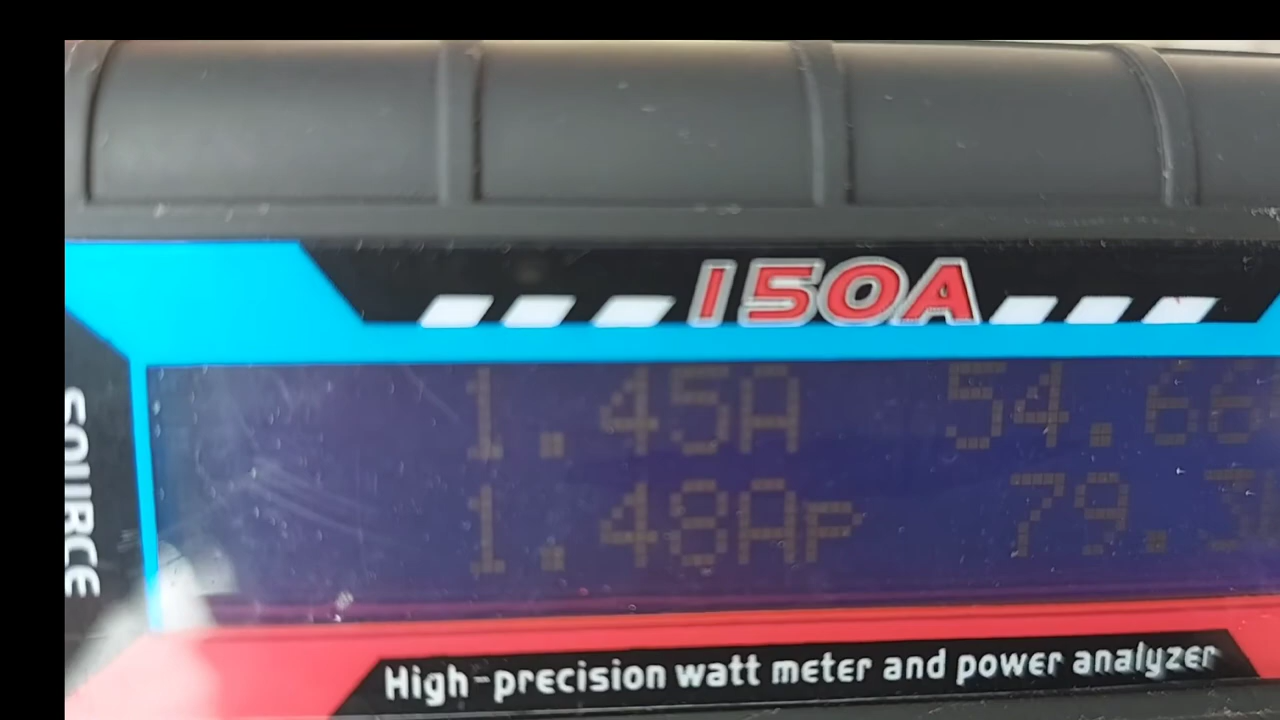 150A
SOURCE
1.45A 54.66
1.48Ap 79.3
High-precision watt meter and power analyzer